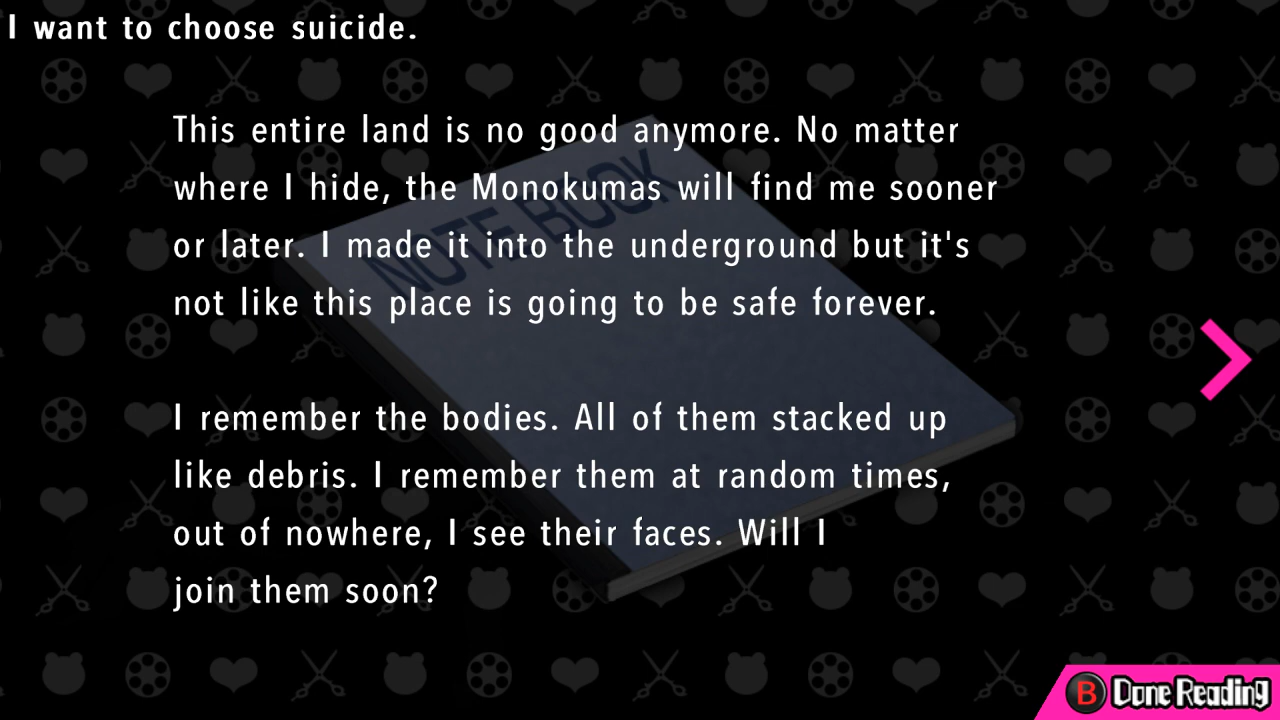 I want to choose suicide.
This entire land is no good anymore. No matter
where I hide, the Monokumas will find me sooner
or later. I made it into the underground but it's
not like this place is going to be safe forever.
I remember the bodies. All of them stacked up
like debris. I remember them at random times,
out of nowhere, I see their faces. Will I
join them soon?
NOTE BOOK
B Done Reading